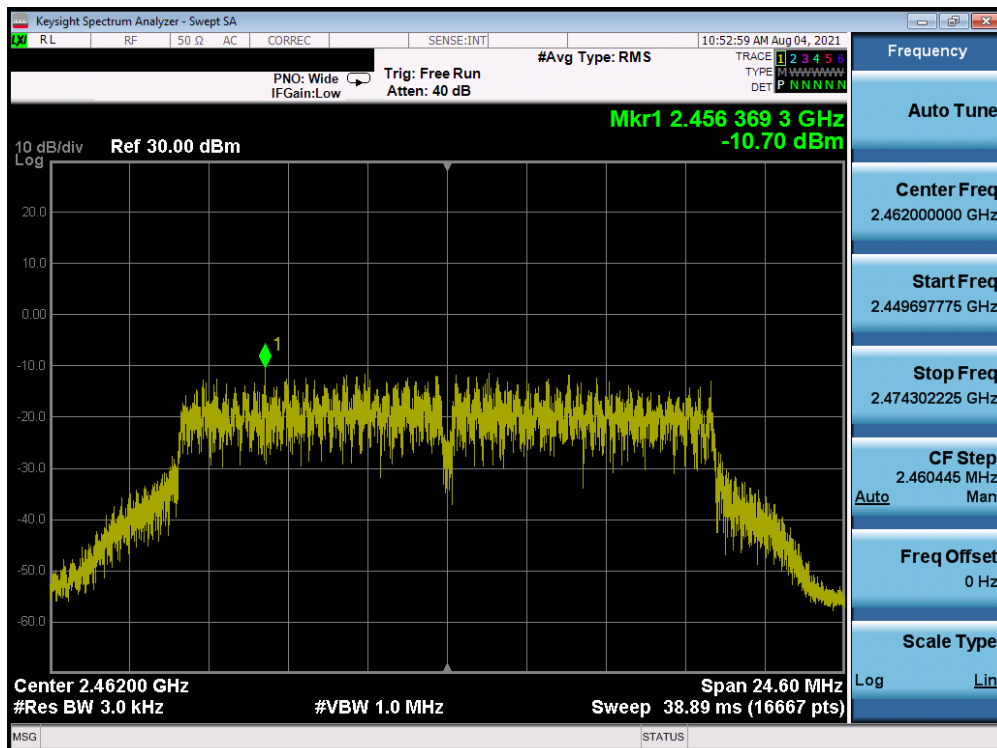 Keysight Spectrum Analyzer - Swept SA
LXI RL RF 50 Ω AC CORREC SENSE:INT 10:52:59 AM Aug 04, 2021
Frequency
PNO: Wide
IFGain:Low
Trig: Free Run
Atten: 40 dB
#Avg Type: RMS
TRACE 1 2 3 4 5 6
TYPE M WWWWW
DET P N N N N N
Auto Tune
Mkr1 2.456 369 3 GHz
-10.70 dBm
10 dB/div Ref 30.00 dBm
Log
20.0
10.0
0.00
-10.0
-20.0
-30.0
-40.0
-50.0
-60.0
1
Center Freq
2.462000000 GHz
Start Freq
2.449697775 GHz
Stop Freq
2.474302225 GHz
CF Step
2.460445 MHz
Auto Man
Freq Offset
0 Hz
Scale Type
Log Lin
Center 2.46200 GHz Span 24.60 MHz
#Res BW 3.0 kHz #VBW 1.0 MHz Sweep 38.89 ms (16667 pts)
MSG STATUS